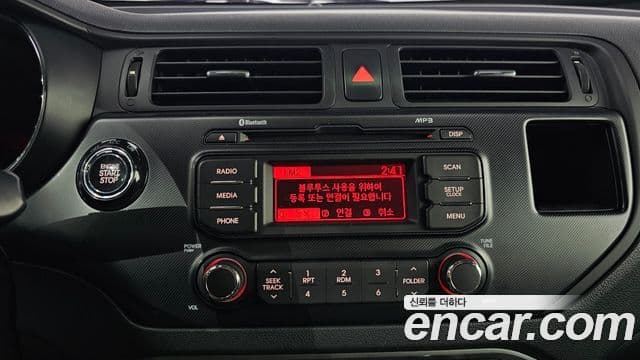 Bluetooth
MP3
DISP
ENGINE
START
STOP
RADIO
FM2
2:41
SCAN
블루투스 사용을 위하여
MEDIA
SETUP
CLOCK
등록 또는 연결이 필요합니다
PHONE
② 연결 ③ 취소
MENU
POWER
PUSH
TUNE
FILE
SEEK
TRACK
1 RPT 2 RDM 3
4 5 6
FOLDER
VOL
신뢰를 더하다
encar.com